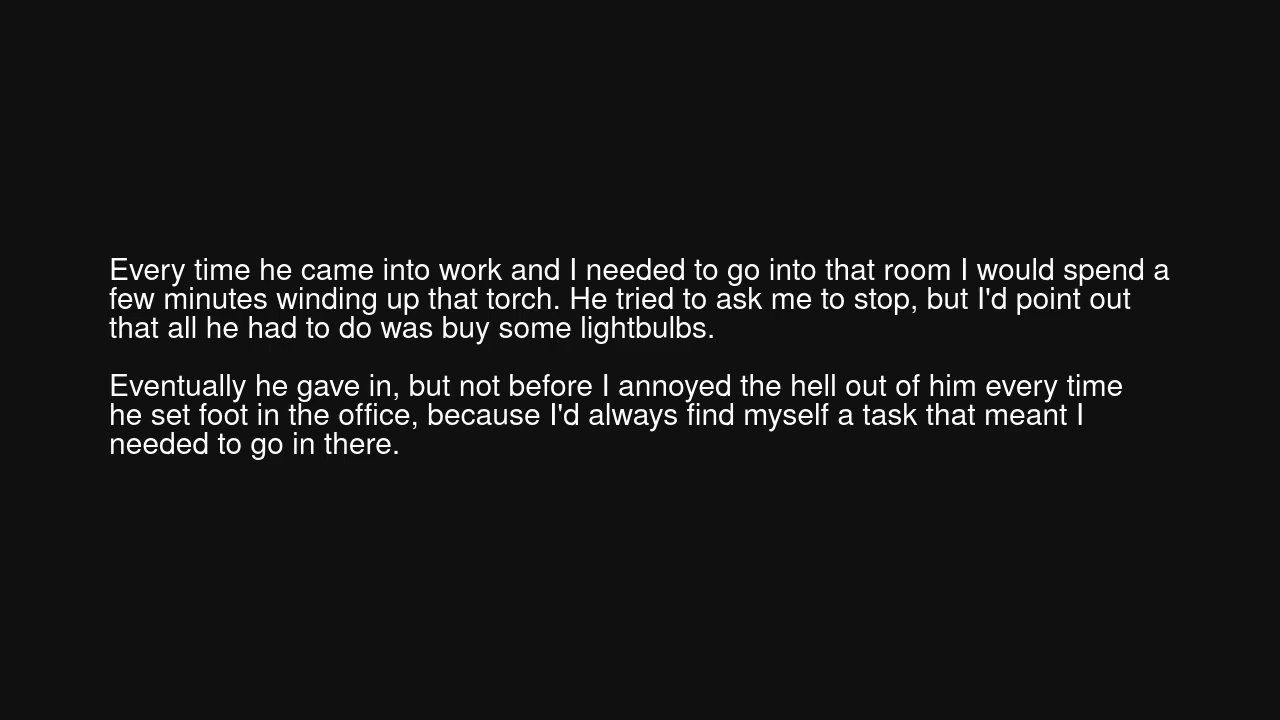 Every time he came into work and I needed to go into that room I would spend a
few minutes winding up that torch. He tried to ask me to stop, but I'd point out
that all he had to do was buy some lightbulbs.
Eventually he gave in, but not before I annoyed the hell out of him every time
he set foot in the office, because I'd always find myself a task that meant I
needed to go in there.